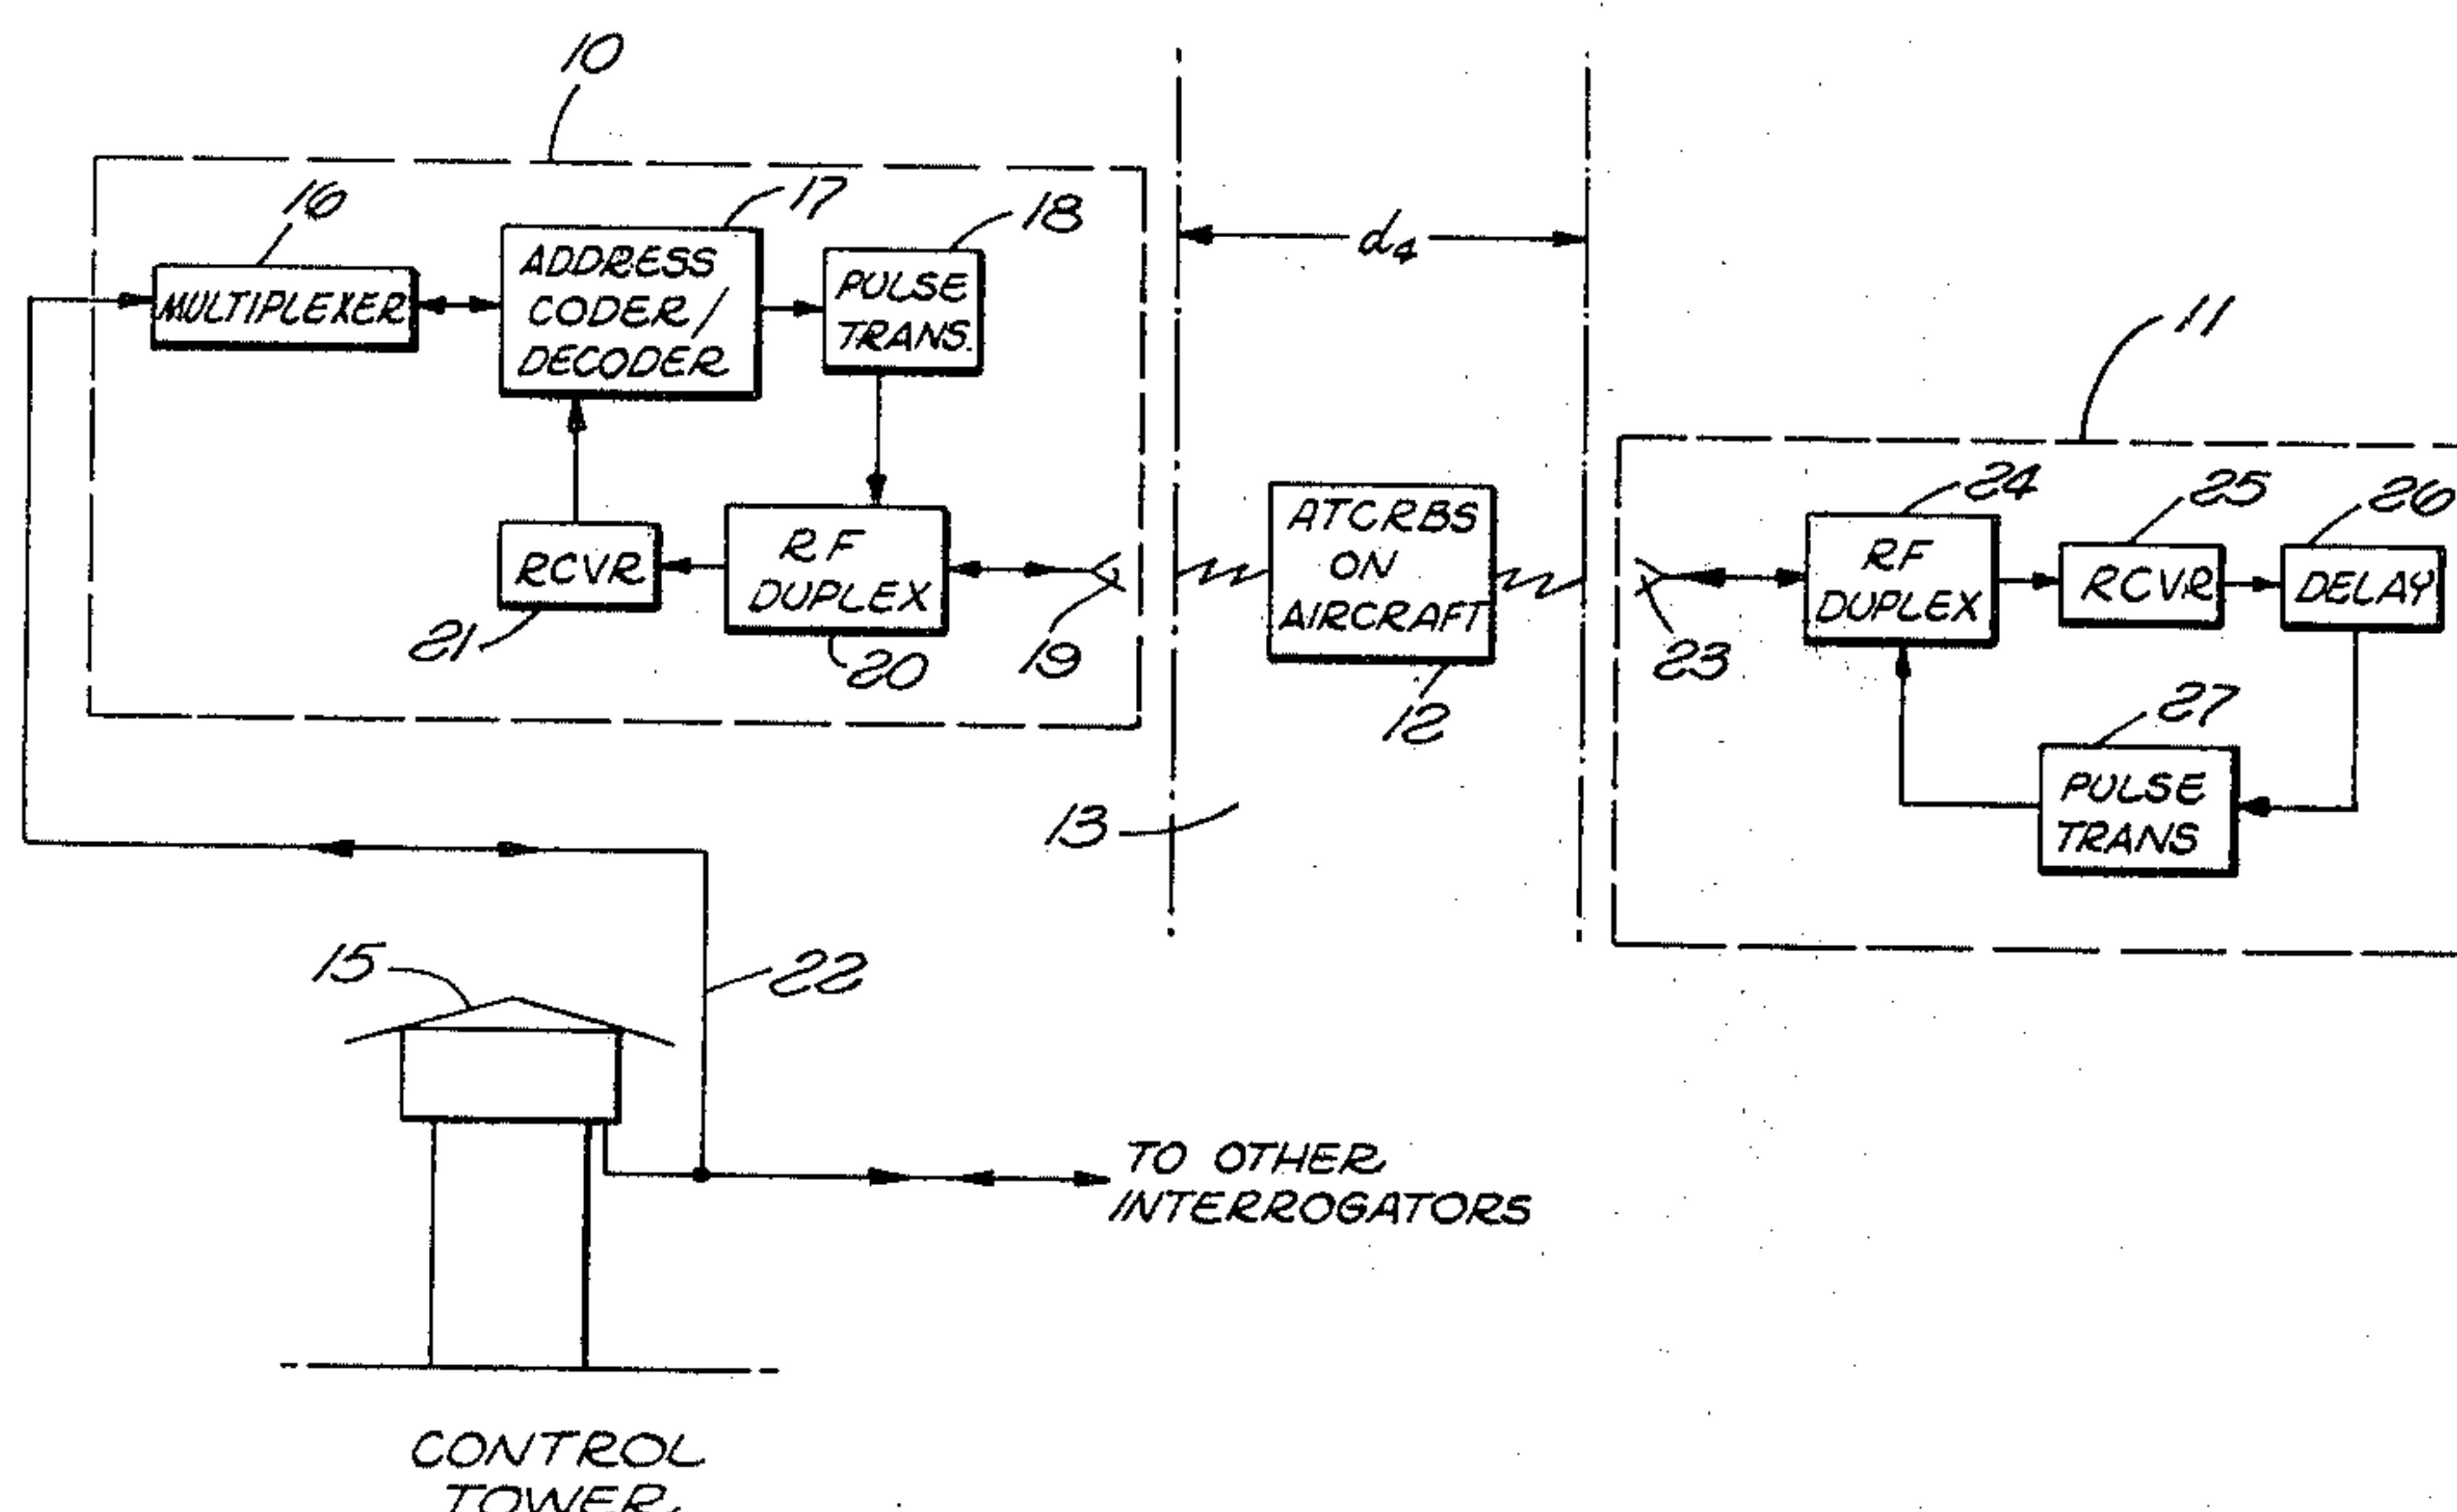 10
16
17
18
MULTIPLEXER
ADDRESS
CODER/
DECODER
PULSE
TRANS.
d4
11
RCVR
21
RF
DUPLEX
20
19
ATCRBS
ON
AIRCRAFT
12
13
23
24
RF
DUPLEX
25
RCVR
26
DELAY
27
PULSE
TRANS
15
22
TO OTHER
INTERROGATORS
CONTROL
TOWER